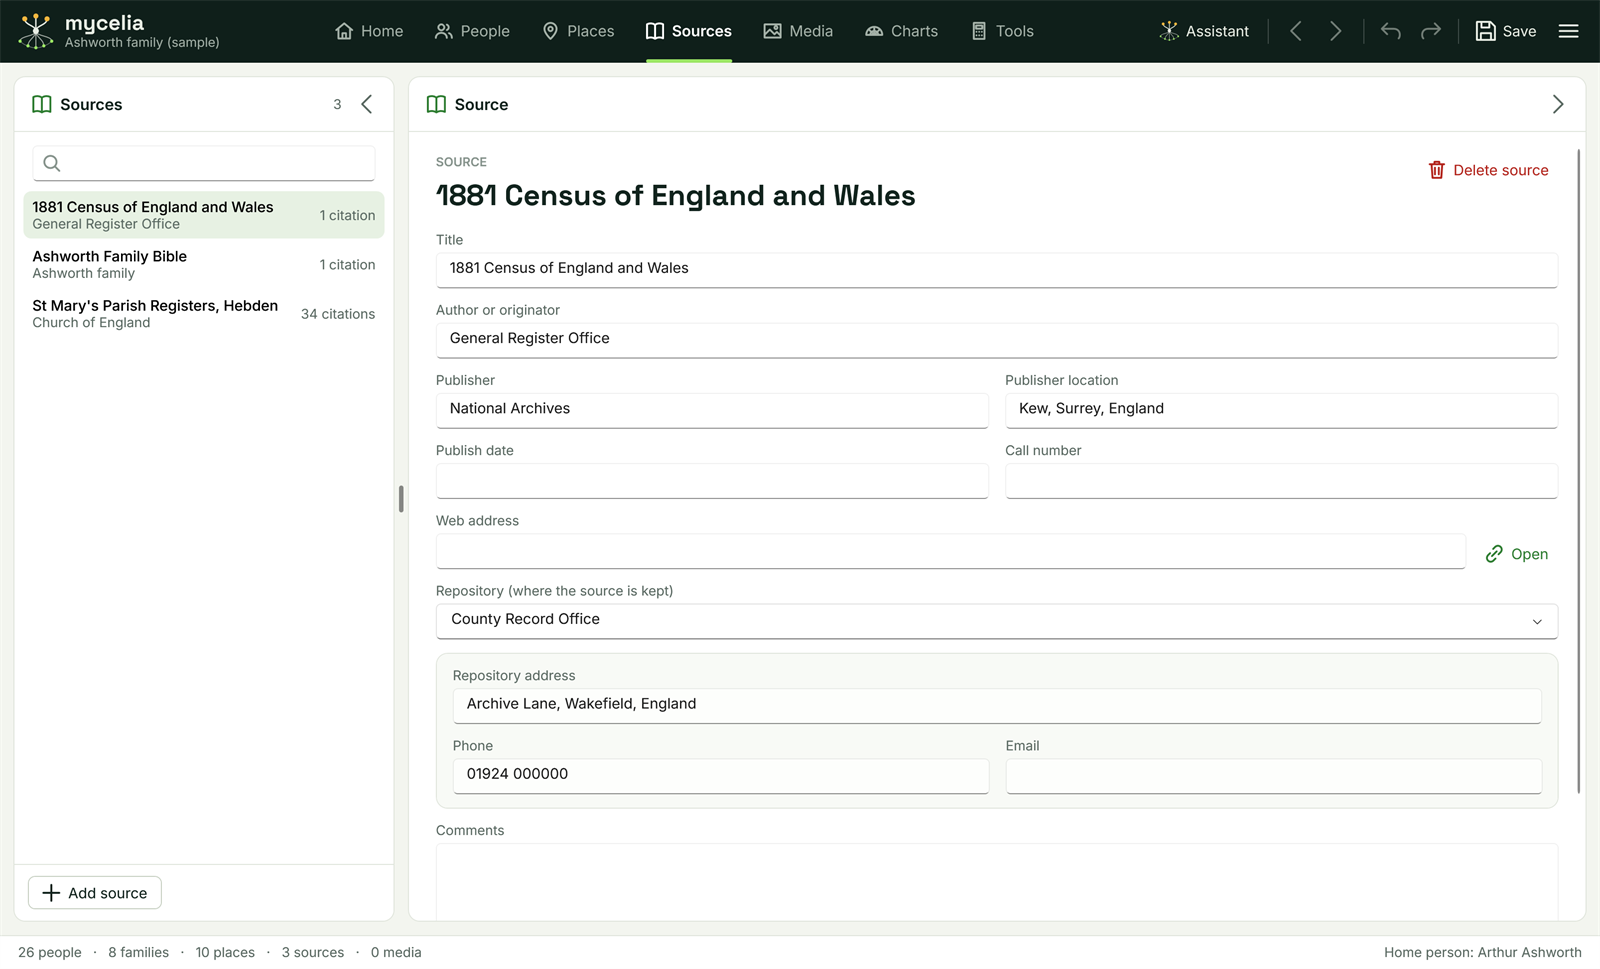 mycelia
Ashworth family (sample)
Home
People
Places
Sources
Media
Charts
Tools
Assistant
Save
Sources
3
1881 Census of England and Wales
General Register Office
1 citation
Ashworth Family Bible
Ashworth family
1 citation
St Mary's Parish Registers, Hebden
Church of England
34 citations
Add source
Source
SOURCE
1881 Census of England and Wales
Delete source
Title
1881 Census of England and Wales
Author or originator
General Register Office
Publisher
National Archives
Publisher location
Kew, Surrey, England
Publish date
Call number
Web address
Open
Repository (where the source is kept)
County Record Office
Repository address
Archive Lane, Wakefield, England
Phone
01924 000000
Email
Comments
26 people · 8 families · 10 places · 3 sources · 0 media
Home person: Arthur Ashworth